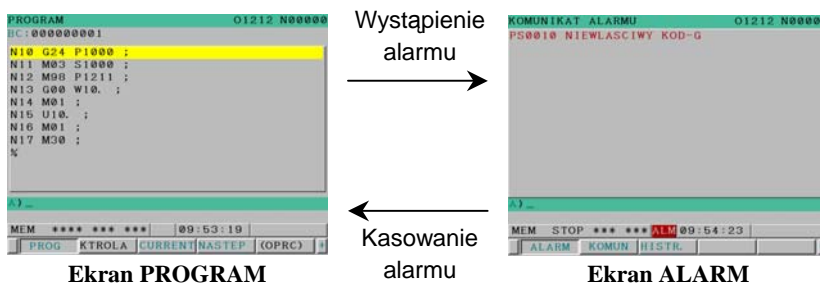 PROGRAM O1212 N00000
BC:000000001
N10 G24 P1000 ;
N11 M03 S1000 ;
N12 M98 P1211 ;
N13 G00 W10. ;
N14 M01 ;
N15 U10. ;
N16 M01 ;
N17 M30 ;
%
A)_
MEM **** *** *** 09:53:19
PROG KTROLA CURRENT NASTEP (OPRC) +
Ekran PROGRAM
Wystąpienie
alarmu
Kasowanie
alarmu
KOMUNIKAT ALARMU O1212 N0000
PS0010 NIEWLASCIWY KOD-G
A)_
MEM STOP *** *** ALM 09:54:23
ALARM KOMUN HISTR.
Ekran ALARM